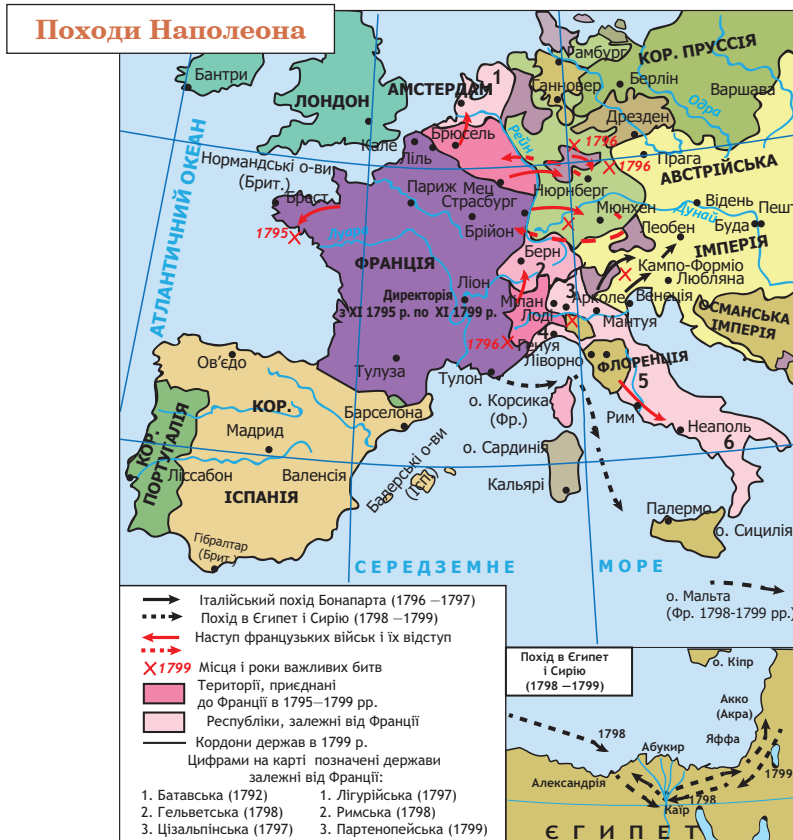 Походи Наполеона
Бантри
ЛОНДОН
АМСТЕРДАМ
1
Гамбург
Ганновер
КОР. ПРУССІЯ
Берлін
Варшава
Одра
Дрезден
Кале
Брюсель
Рейн
1796
1796
Прага
Нормандські о-ви
(Брит.)
Ліль
АВСТРІЙСЬКА
ІМПЕРІЯ
АТЛАНТИЧНИЙ ОКЕАН
Брест
Париж
Мец
Страсбург
Нюрнберг
Мюнхен
Відень
Дунай
Пешт
Буда
1795
Луара
Брійон
Леобен
ФРАНЦІЯ
Берн
2
Кампо-Форміо
Любляна
Директорія
з XI 1795 р. по XI 1799 р.
Ліон
Мілан
3
Лоді
Арколе
Венеція
Мантуя
ОСМАНСЬКА
ІМПЕРІЯ
1796
4
Генуя
Ліворно
ФЛОРЕНЦІЯ
5
Ов'єдо
Тулуза
Тулон
о. Корсика
(Фр.)
Рим
Неаполь
6
КОР.
ІСПАНІЯ
Барселона
Мадрид
КОР.
ПОРТУГАЛІЯ
Ліссабон
Валенсія
Балерські о-ви
(Ісп.)
о. Сардинія
Кальярі
Палермо
о. Сицилія
Гібралтар
(Брит.)
СЕРЕДЗЕМНЕ МОРЕ
о. Мальта
(Фр. 1798-1799 рр.)
Італійський похід Бонапарта (1796 –1797)
Похід в Єгипет і Сирію (1798 –1799)
Наступ французьких військ і їх відступ
1799 Місця і роки важливих битв
Території, приєднані
до Франції в 1795–1799 рр.
Республіки, залежні від Франції
Кордони держав в 1799 р.
Цифрами на карті позначені держави
залежні від Франції:
1. Батавська (1792)
2. Гельветська (1798)
3. Цізальпінська (1797)
1. Лігурійська (1797)
2. Римська (1798)
3. Партенопейська (1799)
Похід в Єгипет
і Сирію
(1798 –1799)
о. Кіпр
Акко
(Акра)
1798
Абукир
Яффа
1799
Александрія
Каїр
1798
ЄГИПЕТ